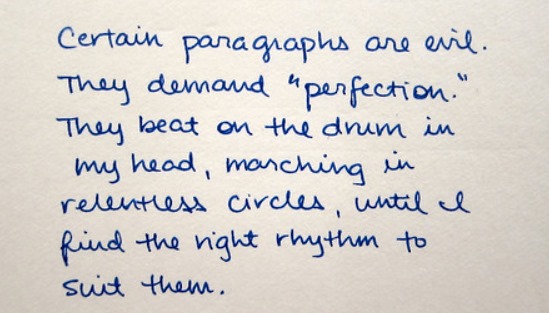 Certain paragraphs are evil.
They demand "perfection."
They beat on the drum in
my head, marching in
relentless circles, until I
find the right rhythm to
suit them.